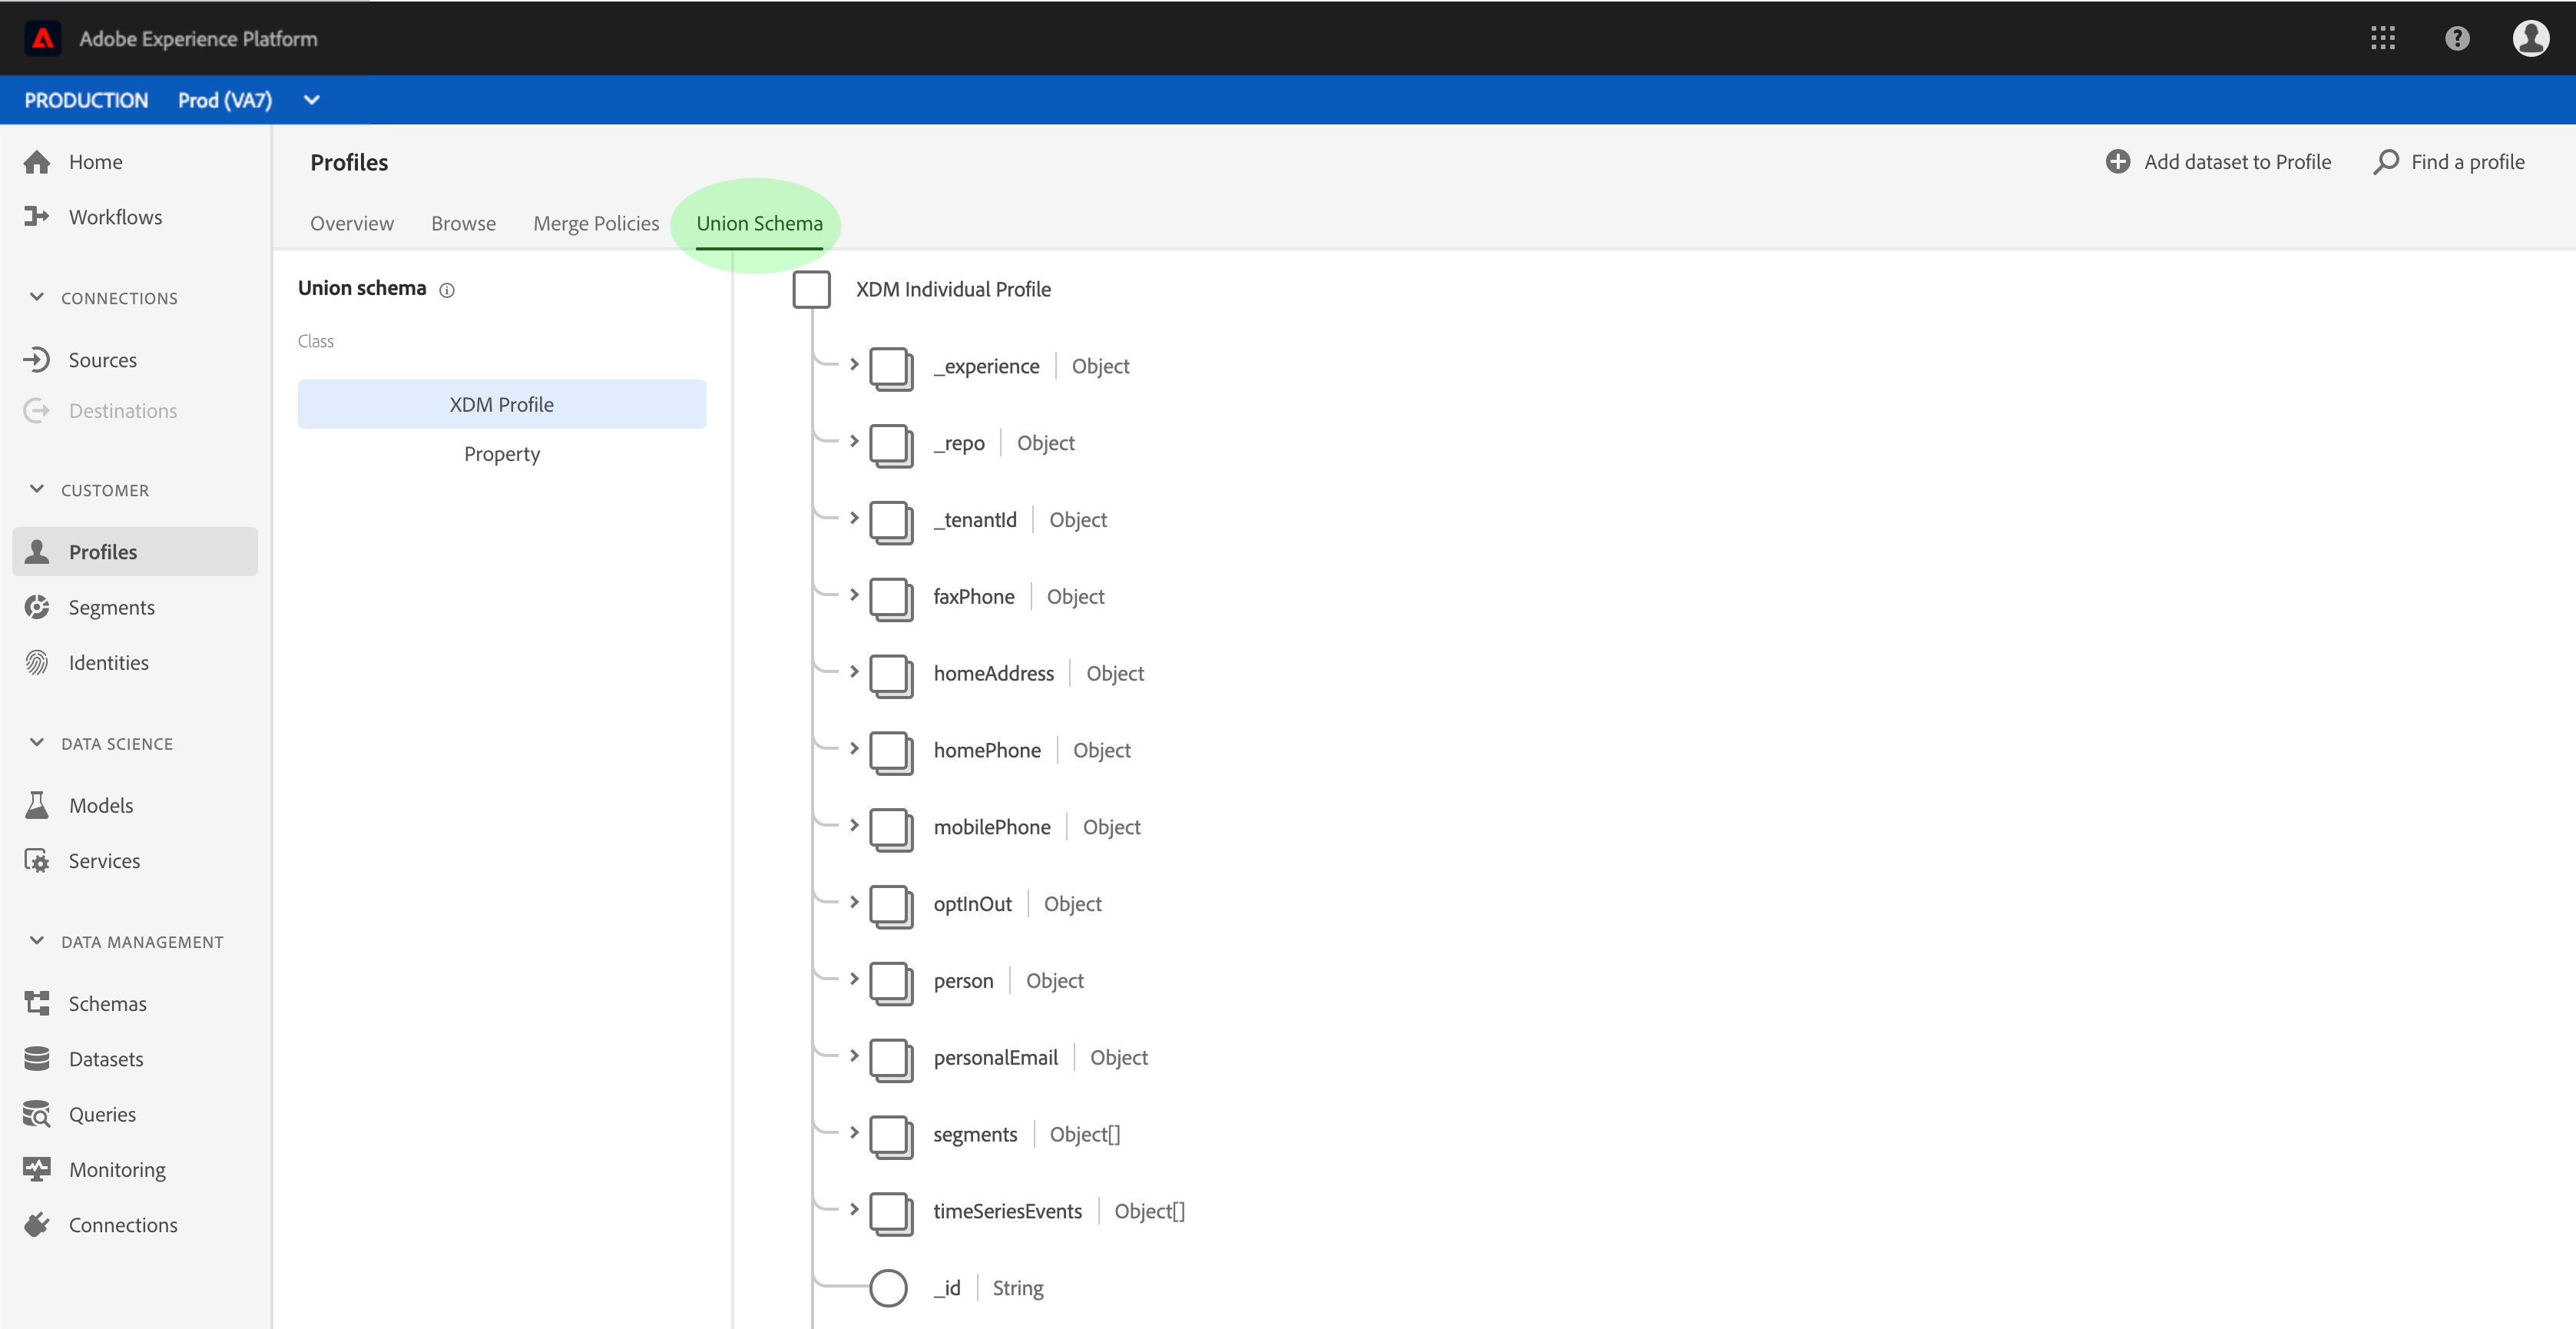 Adobe Experience Platform
PRODUCTION Prod (VA7)
Home
Workflows
CONNECTIONS
Sources
Destinations
CUSTOMER
Profiles
Segments
Identities
DATA SCIENCE
Models
Services
DATA MANAGEMENT
Schemas
Datasets
Queries
Monitoring
Connections
Profiles
Add dataset to Profile
Find a profile
Overview Browse Merge Policies Union Schema
Union schema
Class
XDM Profile
Property
XDM Individual Profile
_experience Object
_repo Object
_tenantId Object
faxPhone Object
homeAddress Object
homePhone Object
mobilePhone Object
optInOut Object
person Object
personalEmail Object
segments Object[]
timeSeriesEvents Object[]
_id String